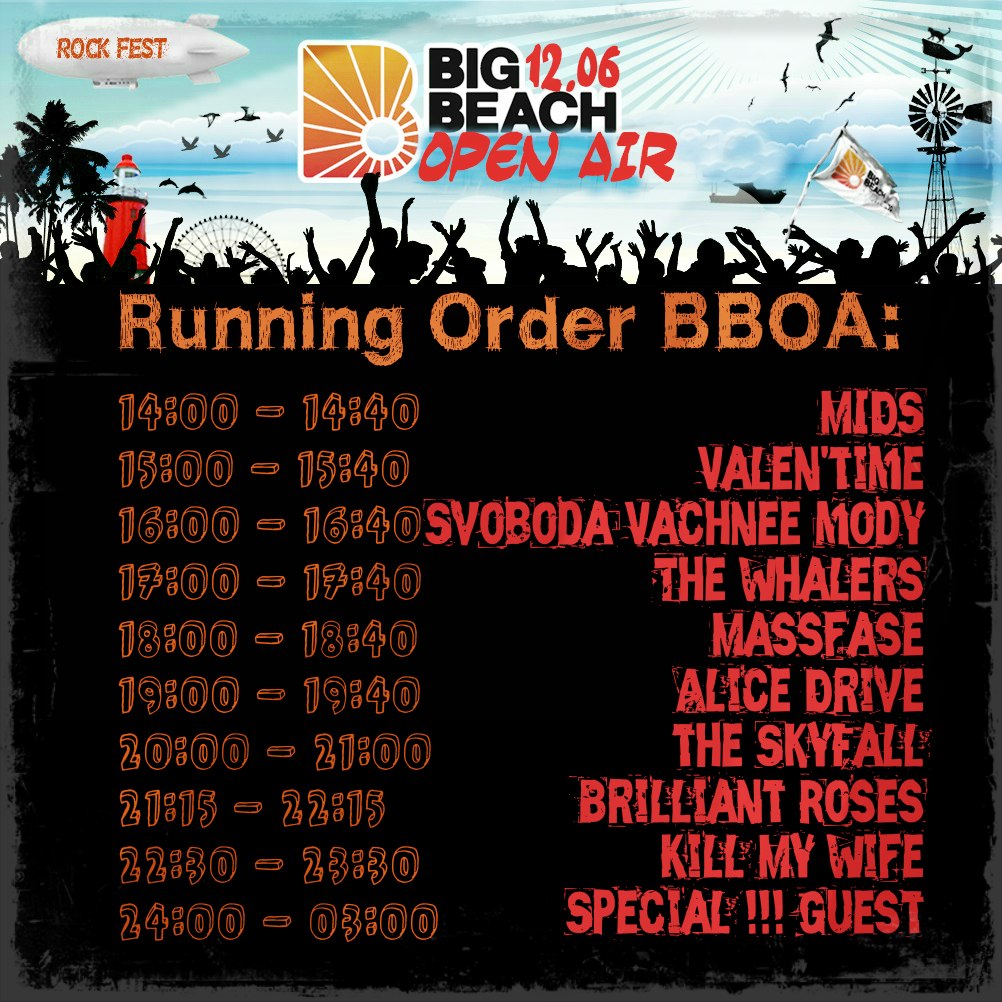 ROCK FEST
BIG 12.06
BEACH
OPEN AIR
BIG
BEACH
Running Order BBOA:
14:00 - 14:40 MIDS
15:00 - 15:40 VALEN'TIME
16:00 - 16:40 SVOBODA VACHNEE MODY
17:00 - 17:40 THE WHALERS
18:00 - 18:40 MASSFASE
19:00 - 19:40 ALICE DRIVE
20:00 - 21:00 THE SKYFALL
21:15 - 22:15 BRILLIANT ROSES
22:30 - 23:30 KILL MY WIFE
24:00 - 03:00 SPECIAL !!! GUEST